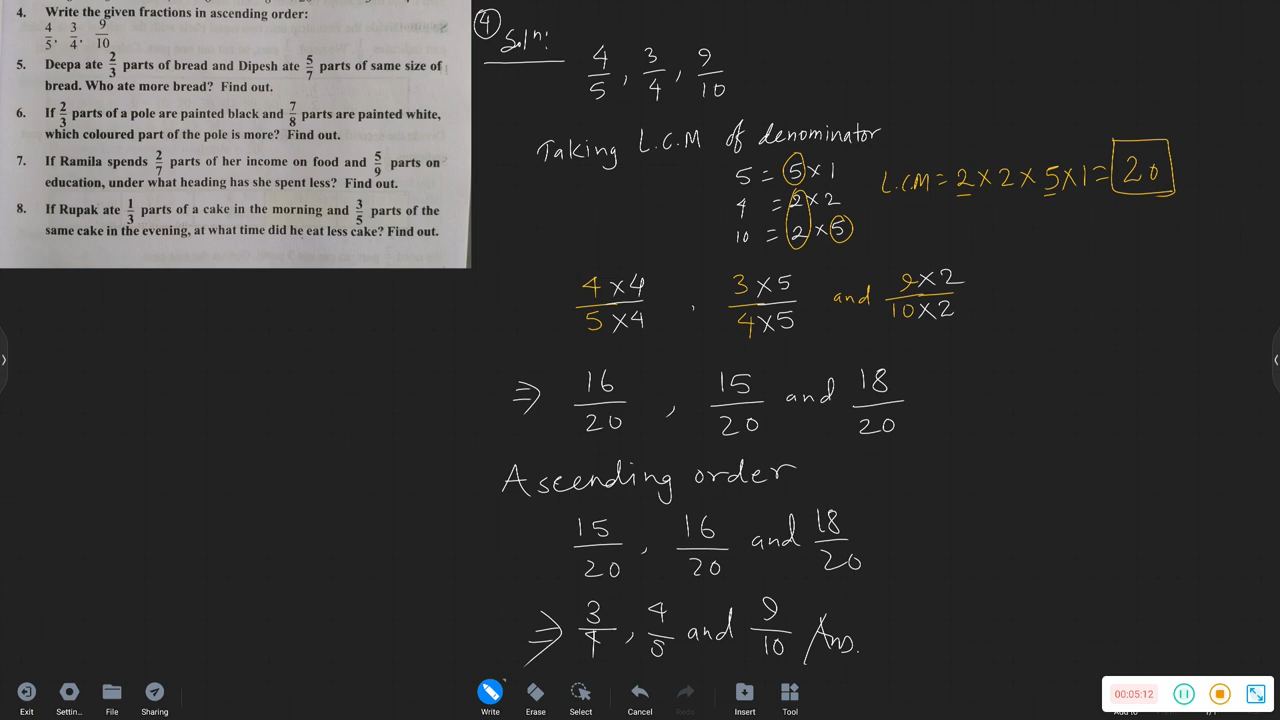 4. Write the given fractions in ascending order:
4/5, 3/4, 9/10
5. Deepa ate 2/3 parts of bread and Dipesh ate 5/7 parts of same size of
bread. Who ate more bread? Find out.
6. If 2/3 parts of a pole are painted black and 7/8 parts are painted white,
which coloured part of the pole is more? Find out.
7. If Ramila spends 2/7 parts of her income on food and 5/9 parts on
education, under what heading has she spent less? Find out.
8. If Rupak ate 1/3 parts of a cake in the morning and 3/5 parts of the
same cake in the evening, at what time did he eat less cake? Find out.
④ Solⁿ:
4/5, 3/4, 9/10
Taking L.C.M of denominator
5 = 5×1
4 = 2×2
10 = 2×5
L.C.M = 2×2×5×1= 20
4×4/5×4, 3×5/4×5 and 9×2/10×2
⇒ 16/20, 15/20 and 18/20
Ascending order
15/20, 16/20 and 18/20
⇒ 3/4, 4/5 and 9/10 Ans.
Exit Settin... File Sharing Write Erase Select Cancel Redo Insert Tool
00:05:12